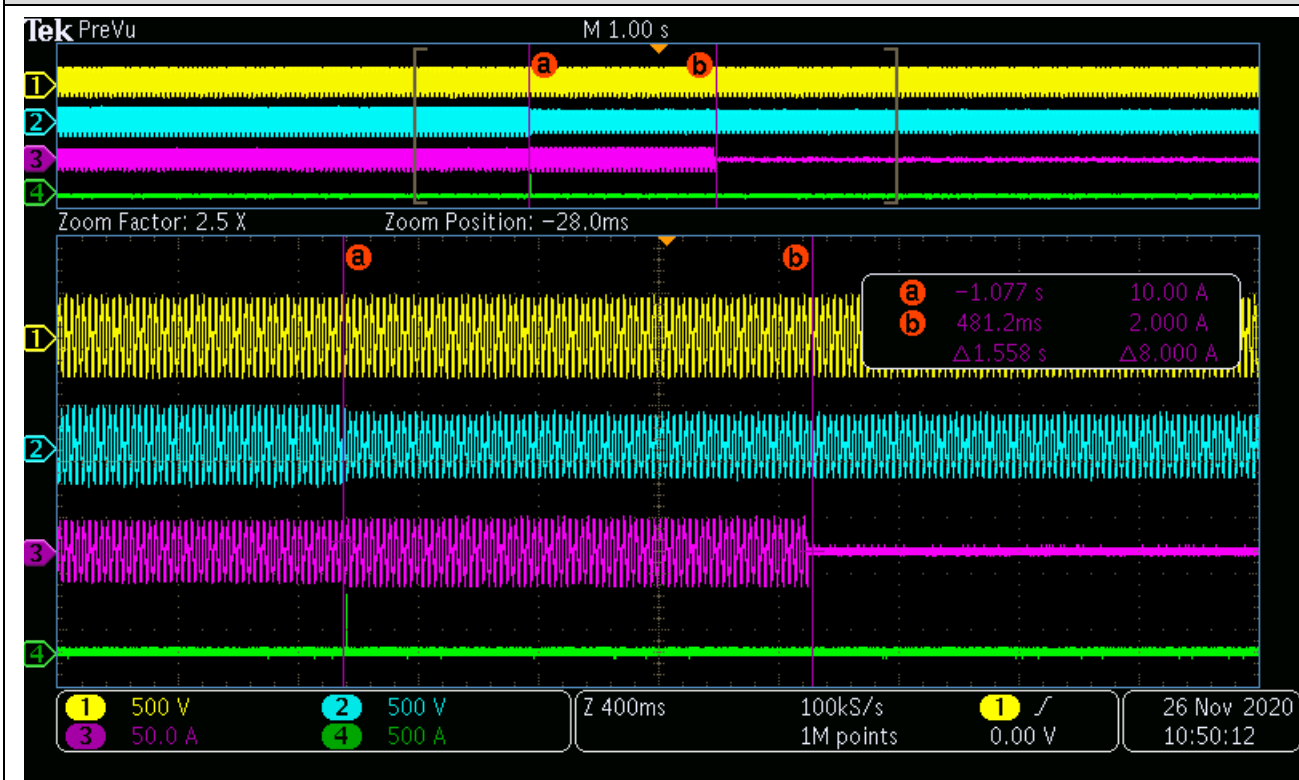 Tek PreVu M 1.00 s
a b
1
2
3
4
Zoom Factor: 2.5 X Zoom Position: −28.0ms
a b
a −1.077 s 10.00 A
b 481.2ms 2.000 A
△1.558 s △8.000 A
1
2
3
4
1 500 V 2 500 V Z 400ms 100kS/s 1 26 Nov 2020
3 50.0 A 4 500 A 1M points 0.00 V 10:50:12